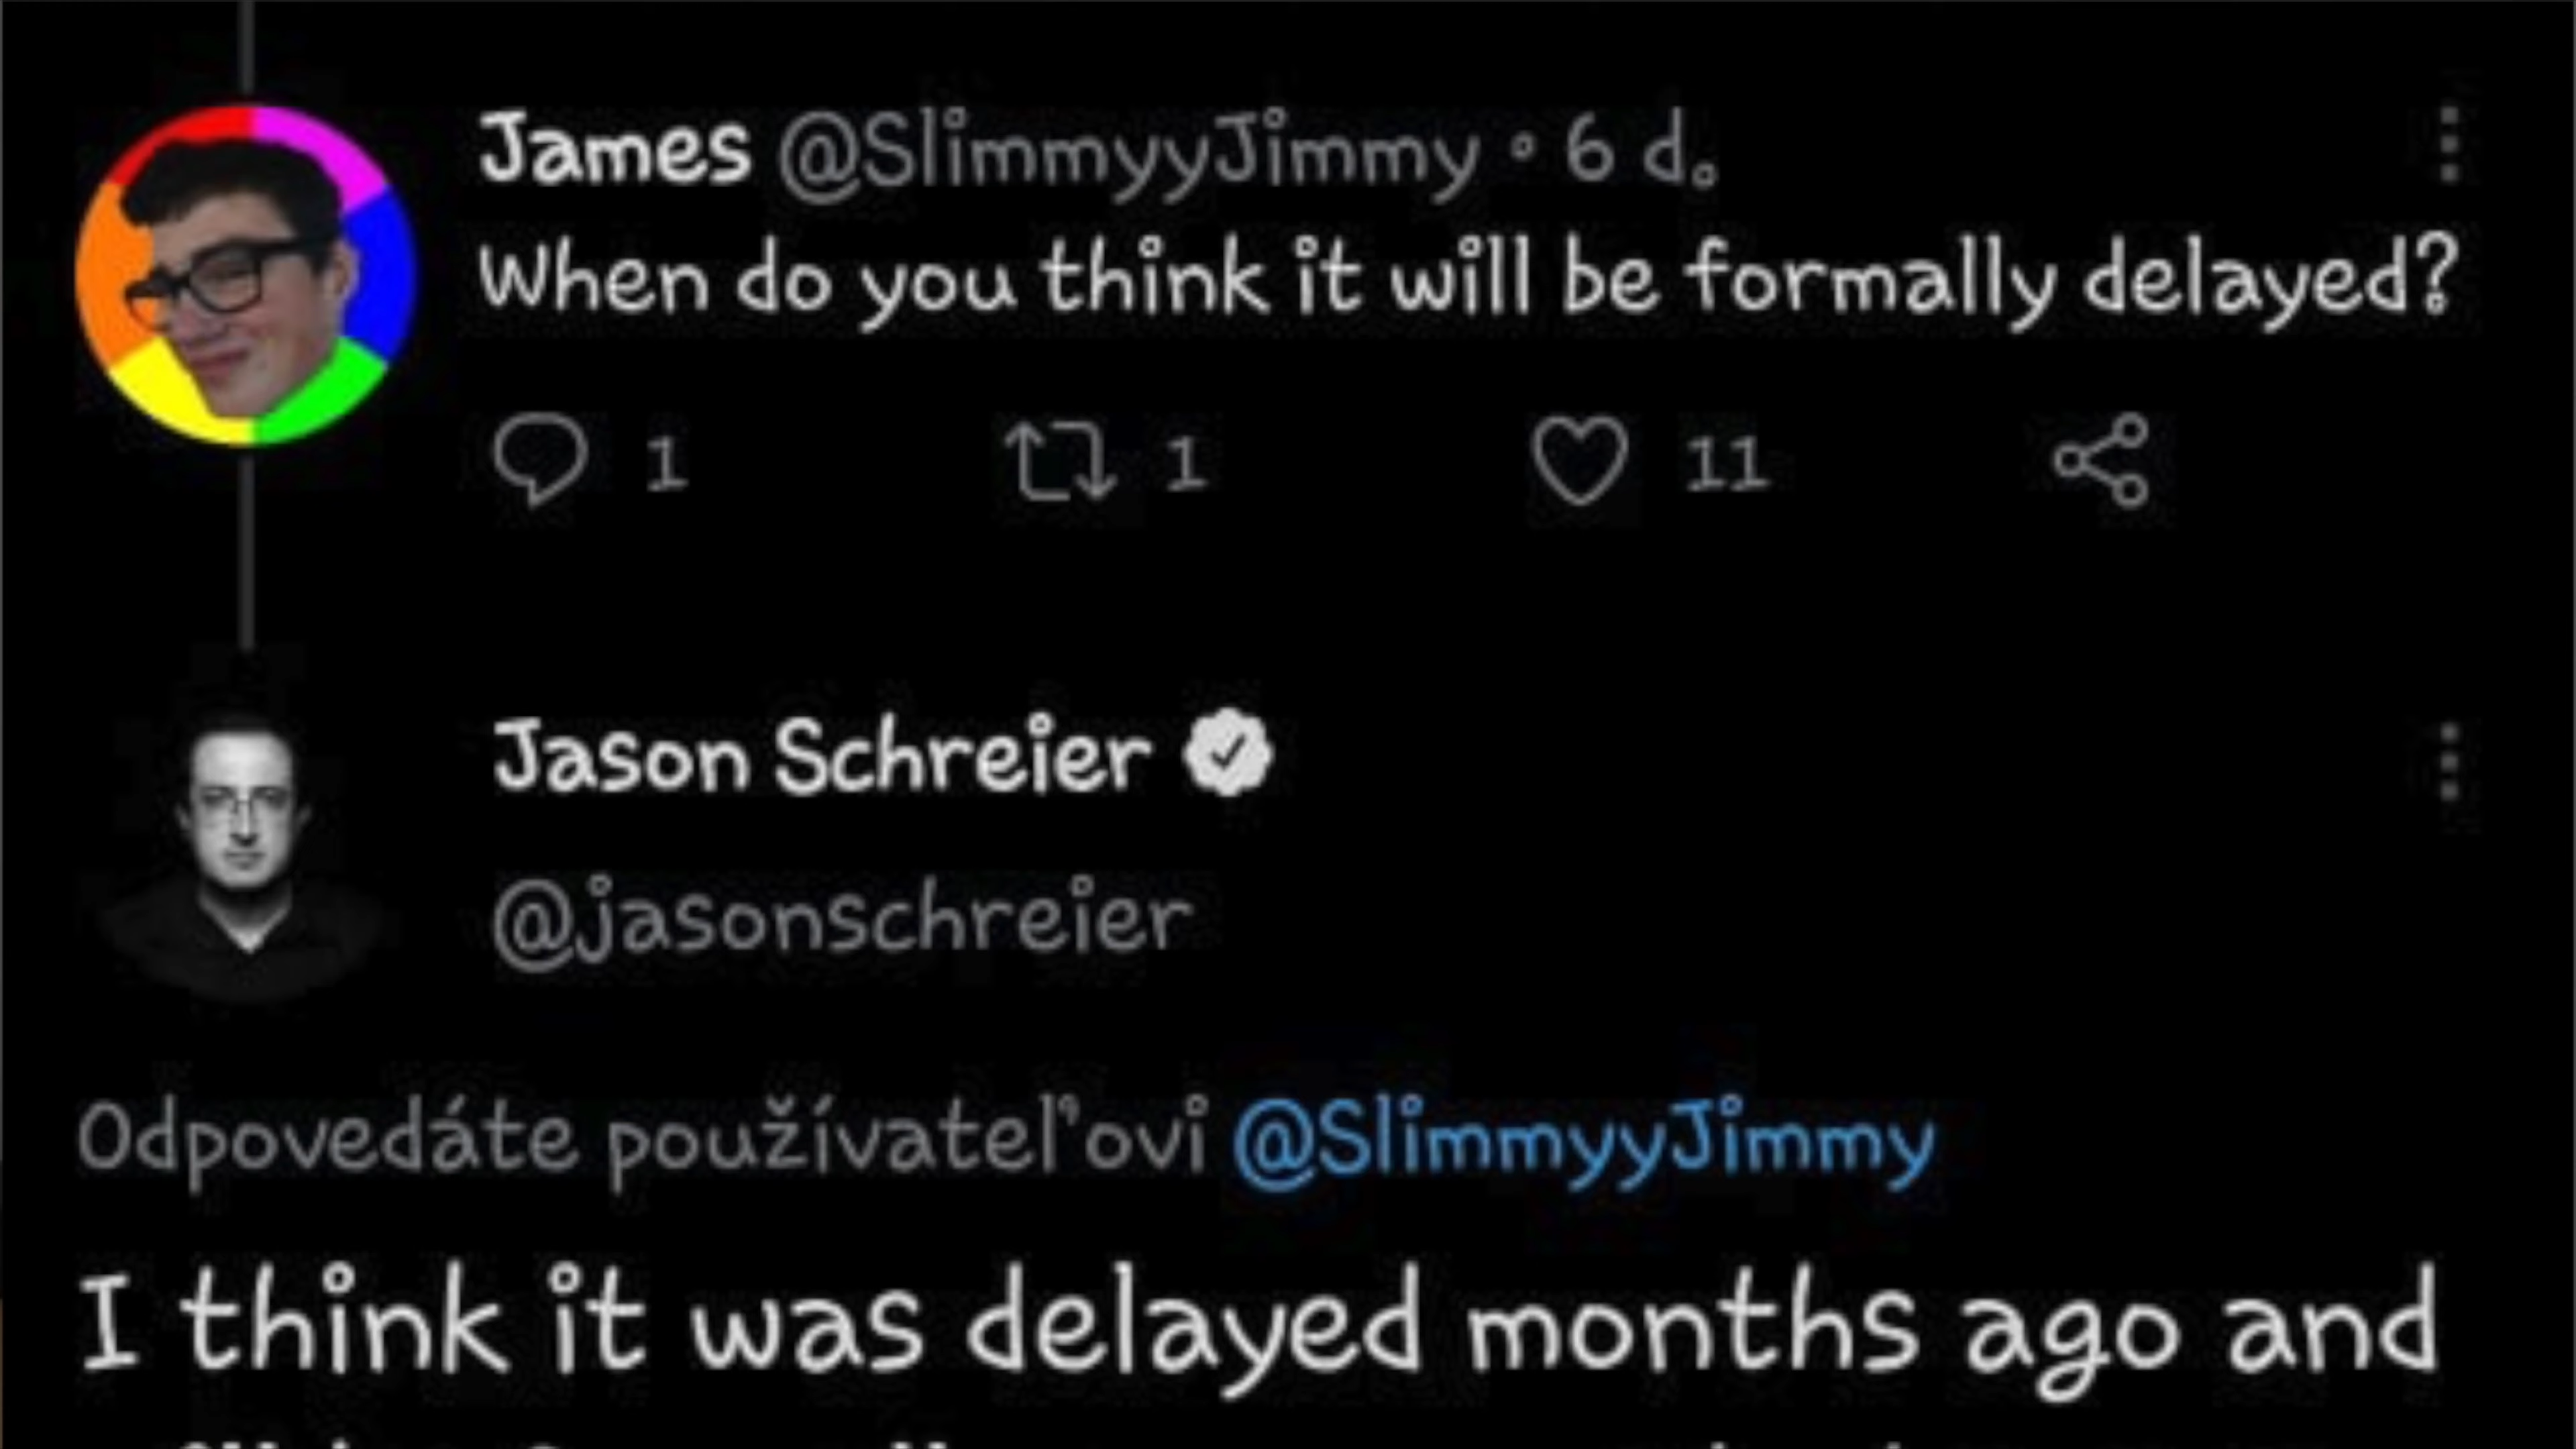 James @SlimmyyJimmy • 6 d.
When do you think it will be formally delayed?
1 1 11
Jason Schreier
@jasonschreier
Odpovedáte používateľovi @SlimmyyJimmy
I think it was delayed months ago and